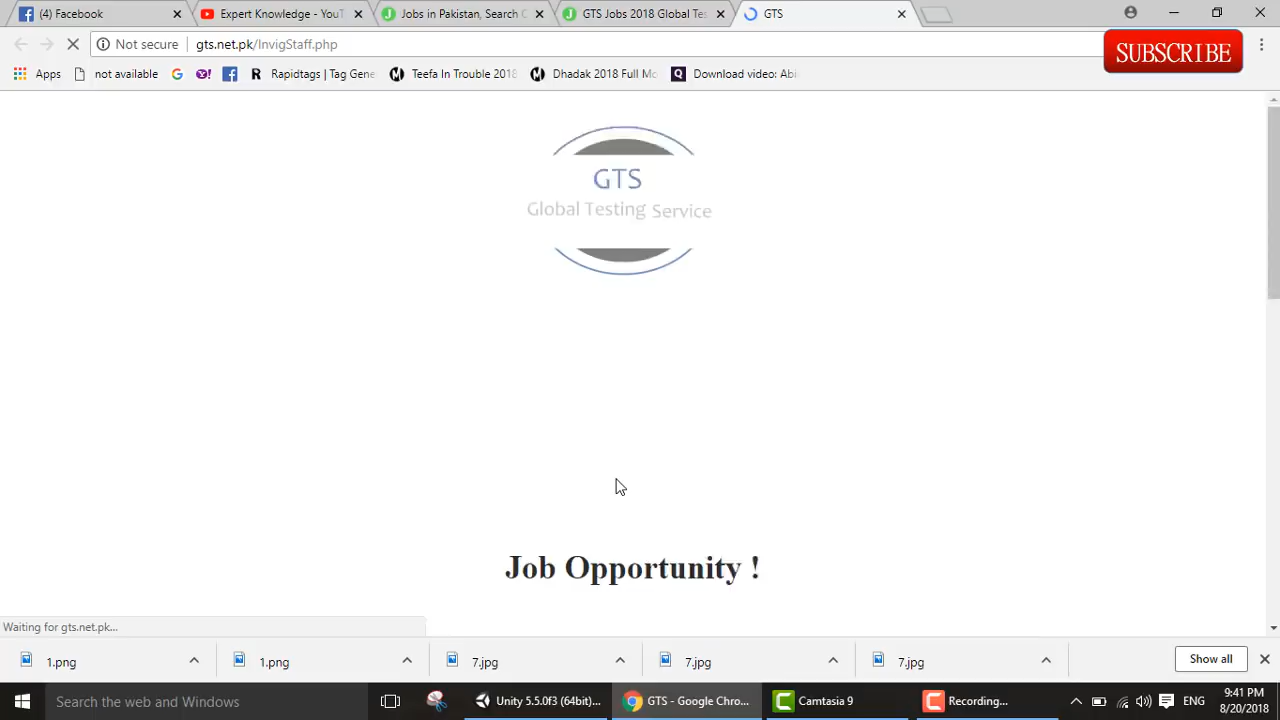 (4) Facebook
Expert Knowledge - YouT
Jobs in Pakistan, Search C
GTS Jobs 2018 Global Tes
GTS
Not secure
gts.net.pk/InvigStaff.php
SUBSCRIBE
Apps
not available
Rapidtags | Tag Gene
Teefa In Trouble 2018
Dhadak 2018 Full Mo
Download video: Abi
GTS
Global Testing Service
Job Opportunity !
Waiting for gts.net.pk...
1.png
1.png
7.jpg
7.jpg
7.jpg
Show all
Search the web and Windows
Unity 5.5.0f3 (64bit)...
GTS - Google Chro...
Camtasia 9
Recording...
ENG
9:41 PM
8/20/2018